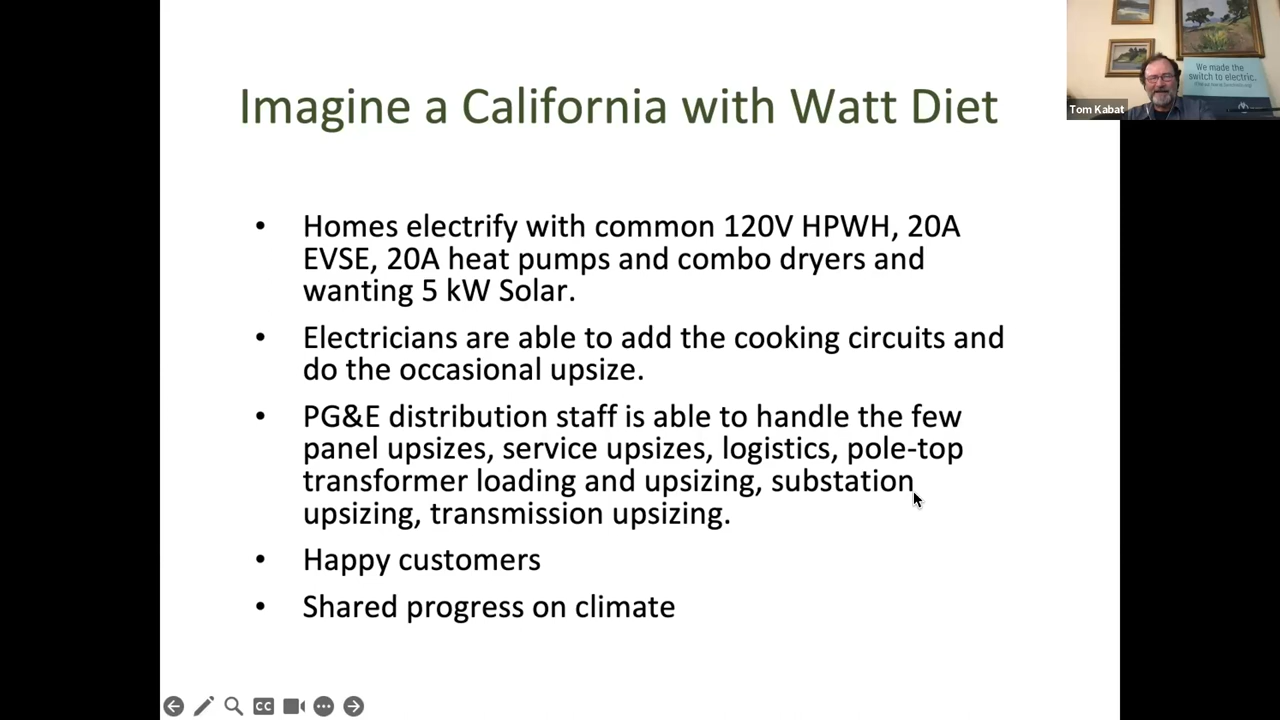 Imagine a California with Watt Diet
• Homes electrify with common 120V HPWH, 20A
EVSE, 20A heat pumps and combo dryers and
wanting 5 kW Solar.
• Electricians are able to add the cooking circuits and
do the occasional upsize.
• PG&E distribution staff is able to handle the few
panel upsizes, service upsizes, logistics, pole-top
transformer loading and upsizing, substation
upsizing, transmission upsizing.
• Happy customers
• Shared progress on climate
We made the
switch to electric.
Tom Kabat
CC